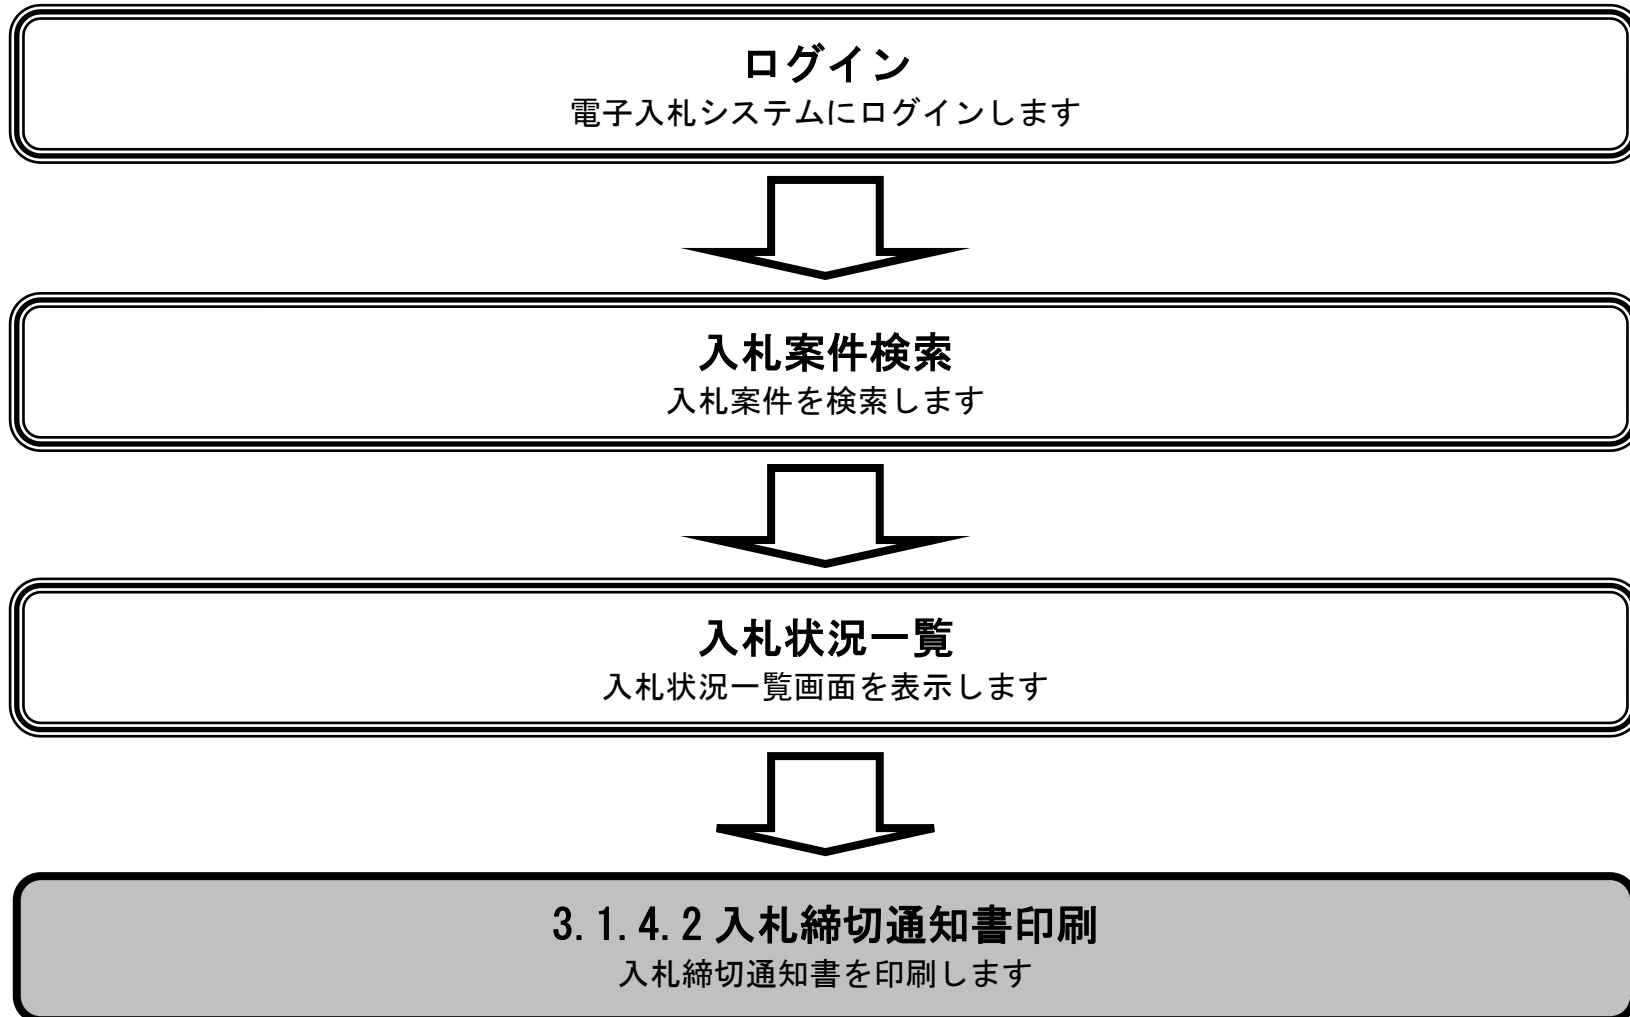 ログイン
電子入札システムにログインします
入札案件検索
入札案件を検索します
入札状況一覧
入札状況一覧画面を表示します
3.1.4.2 入札締切通知書印刷
入札締切通知書を印刷します